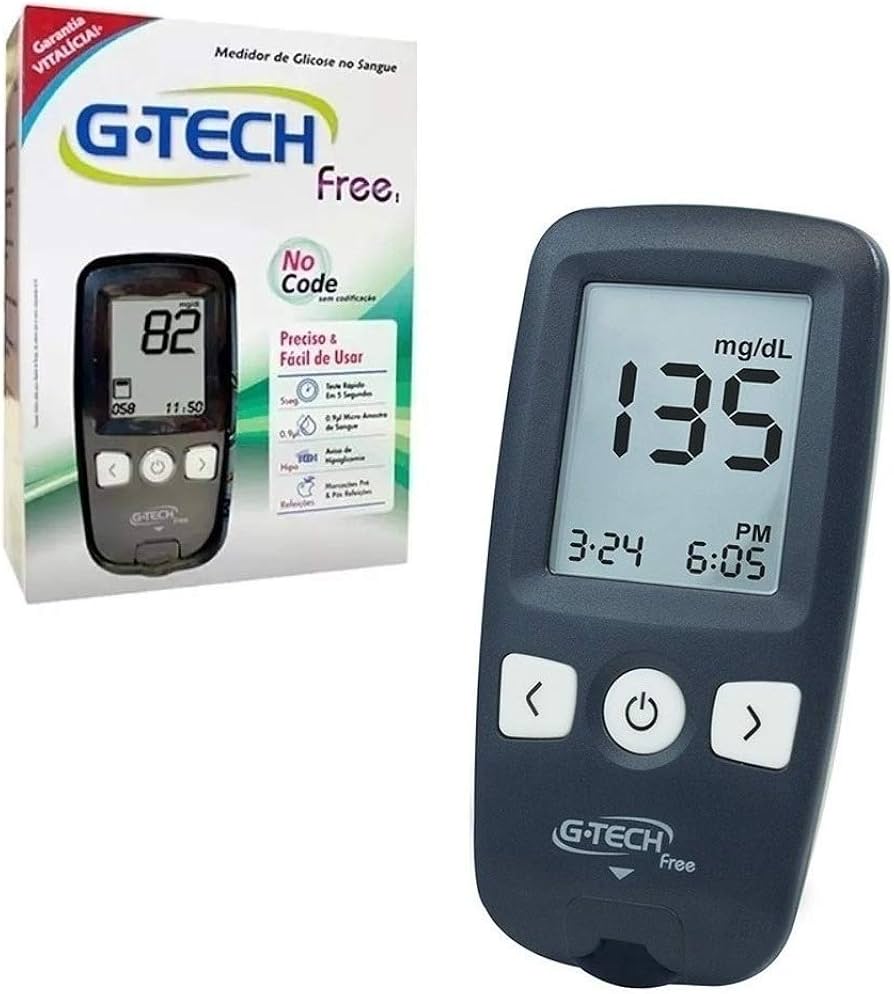 Garantia
VITALÍCIA!*
Medidor de Glicose no Sangue
G·TECH
Free1
No
Code
sem codificação
Preciso &
Fácil de Usar
5seg.
Teste Rápido
Em 5 Segundos
0.9µl
0.9µl Micro Amostra
de Sangue
Hipo
Aviso de
Hipoglicemia
Refeições
Marcações Pré
& Pós Refeições
mg/dL
82
058 11:50
G·TECH
Free
mg/dL
135
PM
3-24 6:05
G·TECH
Free